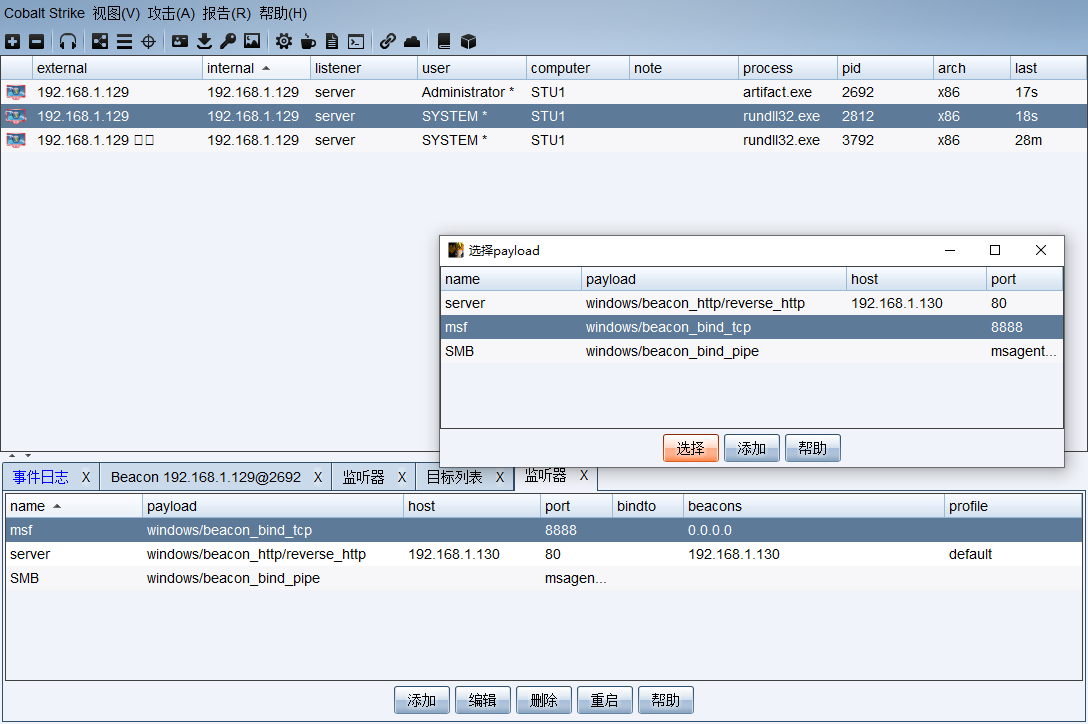 Cobalt Strike 视图(V) 攻击(A) 报告(R) 帮助(H)
external internal listener user computer note process pid arch last
192.168.1.129 192.168.1.129 server Administrator * STU1 artifact.exe 2692 x86 17s
192.168.1.129 192.168.1.129 server SYSTEM * STU1 rundll32.exe 2812 x86 18s
192.168.1.129 □□ 192.168.1.129 server SYSTEM * STU1 rundll32.exe 3792 x86 28m
选择payload
name payload host port
server windows/beacon_http/reverse_http 192.168.1.130 80
msf windows/beacon_bind_tcp 8888
SMB windows/beacon_bind_pipe msagent...
选择 添加 帮助
事件日志 X Beacon 192.168.1.129@2692 X 监听器 X 目标列表 X 监听器 X
name payload host port bindto beacons profile
msf windows/beacon_bind_tcp 8888 0.0.0.0
server windows/beacon_http/reverse_http 192.168.1.130 80 192.168.1.130 default
SMB windows/beacon_bind_pipe msagen...
添加 编辑 删除 重启 帮助